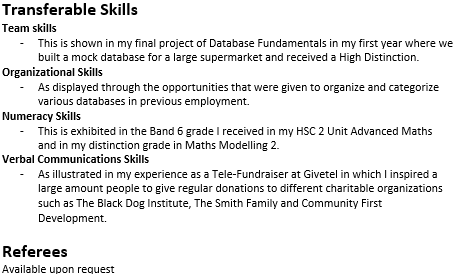 Transferable Skills
Team skills
- This is shown in my final project of Database Fundamentals in my first year where we
built a mock database for a large supermarket and received a High Distinction.
Organizational Skills
- As displayed through the opportunities that were given to organize and categorize
various databases in previous employment.
Numeracy Skills
- This is exhibited in the Band 6 grade I received in my HSC 2 Unit Advanced Maths
and in my distinction grade in Maths Modelling 2.
Verbal Communications Skills
- As illustrated in my experience as a Tele-Fundraiser at Givetel in which I inspired a
large amount people to give regular donations to different charitable organizations
such as The Black Dog Institute, The Smith Family and Community First
Development.
Referees
Available upon request